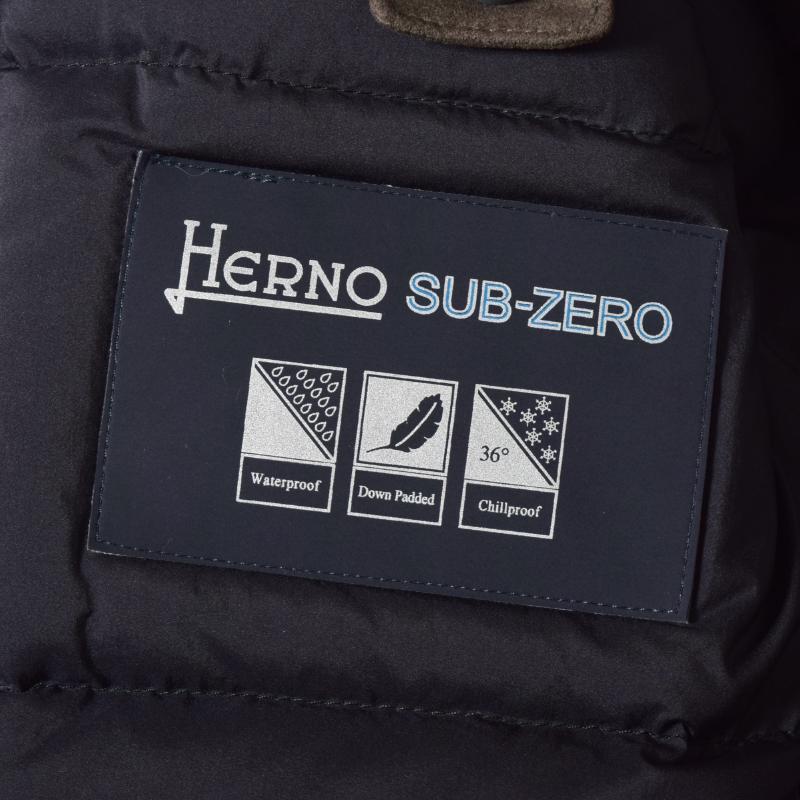 HERNO SUB-ZERO
36°
Waterproof
Down Padded
Chillproof